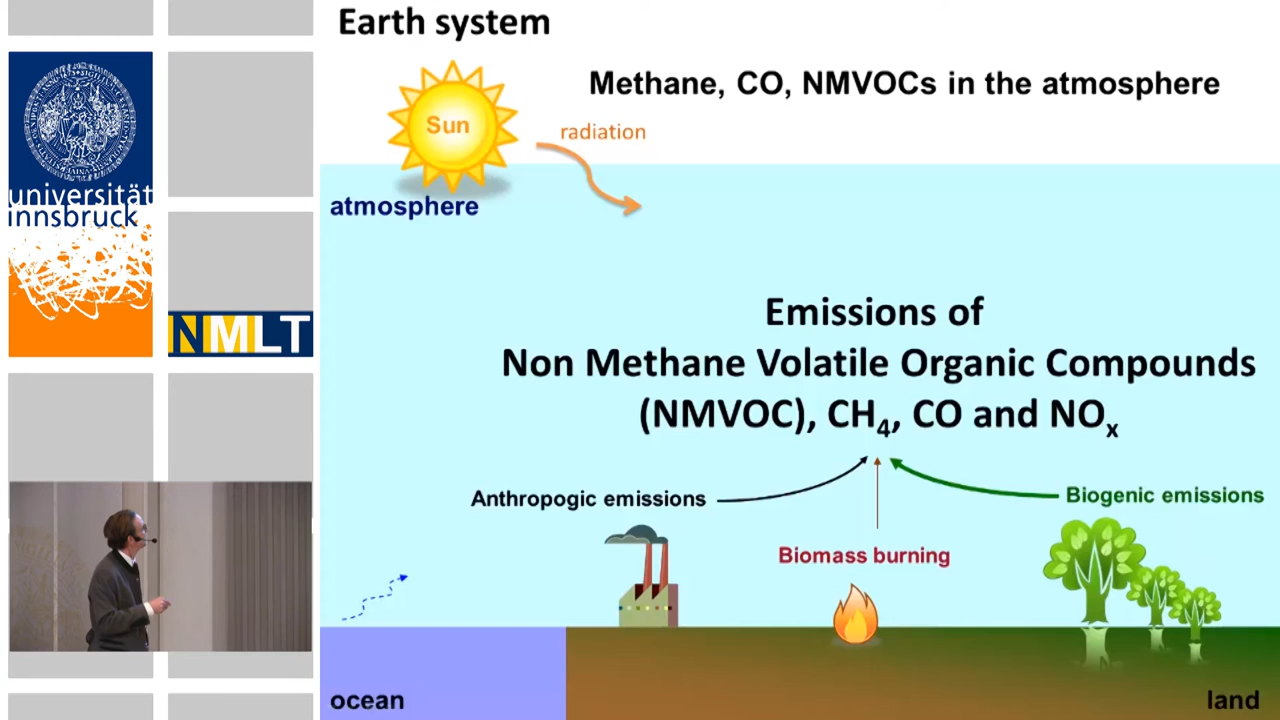 Earth system
Methane, CO, NMVOCs in the atmosphere
Sun
radiation
atmosphere
universität
innsbruck
NMLT
Emissions of
Non Methane Volatile Organic Compounds
(NMVOC), CH₄, CO and NOₓ
Anthropogic emissions
Biogenic emissions
Biomass burning
ocean
land